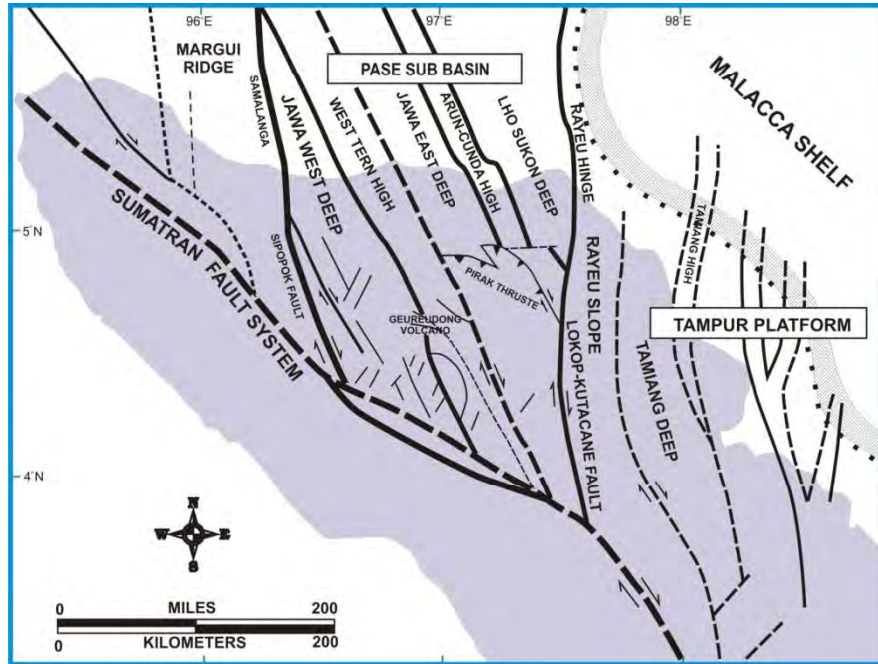 96°E
97°E
98°E
MARGUI
RIDGE
PASE SUB BASIN
MALACCA SHELF
SAMALANGA
JAWA WEST DEEP
WEST TERN HIGH
JAWA EAST DEEP
ARUN-CUNDA HIGH
LHO SUKON DEEP
RAYEU HINGE
5°N
SUMATRAN FAULT SYSTEM
SIPOPOK FAULT
PIRAK THRUSTE
RAYEU SLOPE
TAMIANG HIGH
GEUREUDONG
VOLCANO
TAMPUR PLATFORM
LOKOP-KUTACANE FAULT
TAMIANG DEEP
4°N
N
W E
S
0 MILES 200
0 KILOMETERS 200